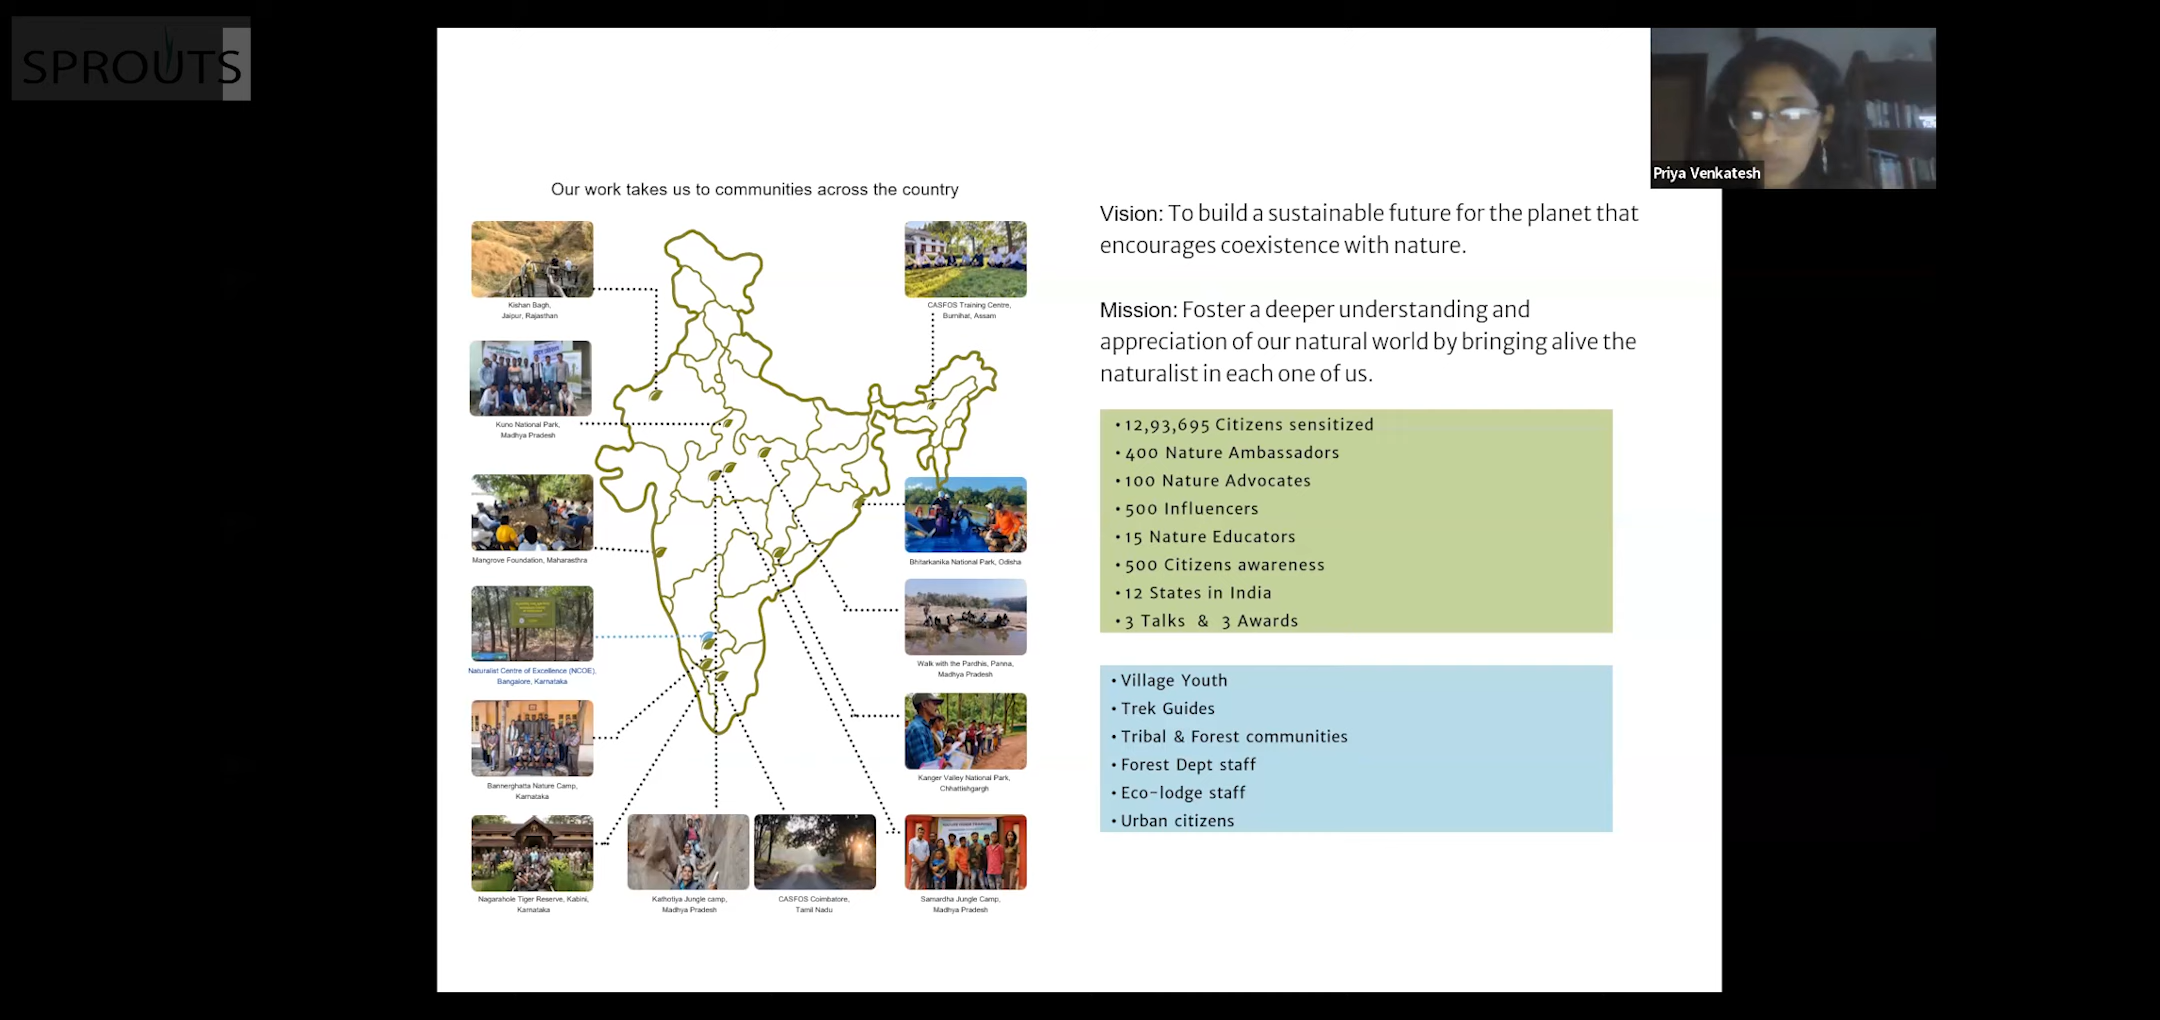 SPROUTS
Priya Venkatesh
Our work takes us to communities across the country
Kishan Bagh,
Jaipur, Rajasthan
CASFOS Training Centre,
Burnihat, Assam
Kuno National Park,
Madhya Pradesh
Mangrove Foundation, Maharasthra
Bhitarkanika National Park, Odisha
Naturalist Centre of Excellence (NCOE),
Bangalore, Karnataka
Walk with the Pardhis, Panna,
Madhya Pradesh
Bannerghatta Nature Camp,
Karnataka
Kanger Valley National Park,
Chhattishgargh
Nagarahole Tiger Reserve, Kabini,
Karnataka
Kathotiya Jungle camp,
Madhya Pradesh
CASFOS Coimbatore,
Tamil Nadu
Samardha Jungle Camp,
Madhya Pradesh
Vision: To build a sustainable future for the planet that
encourages coexistence with nature.
Mission: Foster a deeper understanding and
appreciation of our natural world by bringing alive the
naturalist in each one of us.
• 12,93,695 Citizens sensitized
• 400 Nature Ambassadors
• 100 Nature Advocates
• 500 Influencers
• 15 Nature Educators
• 500 Citizens awareness
• 12 States in India
• 3 Talks & 3 Awards
• Village Youth
• Trek Guides
• Tribal & Forest communities
• Forest Dept staff
• Eco-lodge staff
• Urban citizens